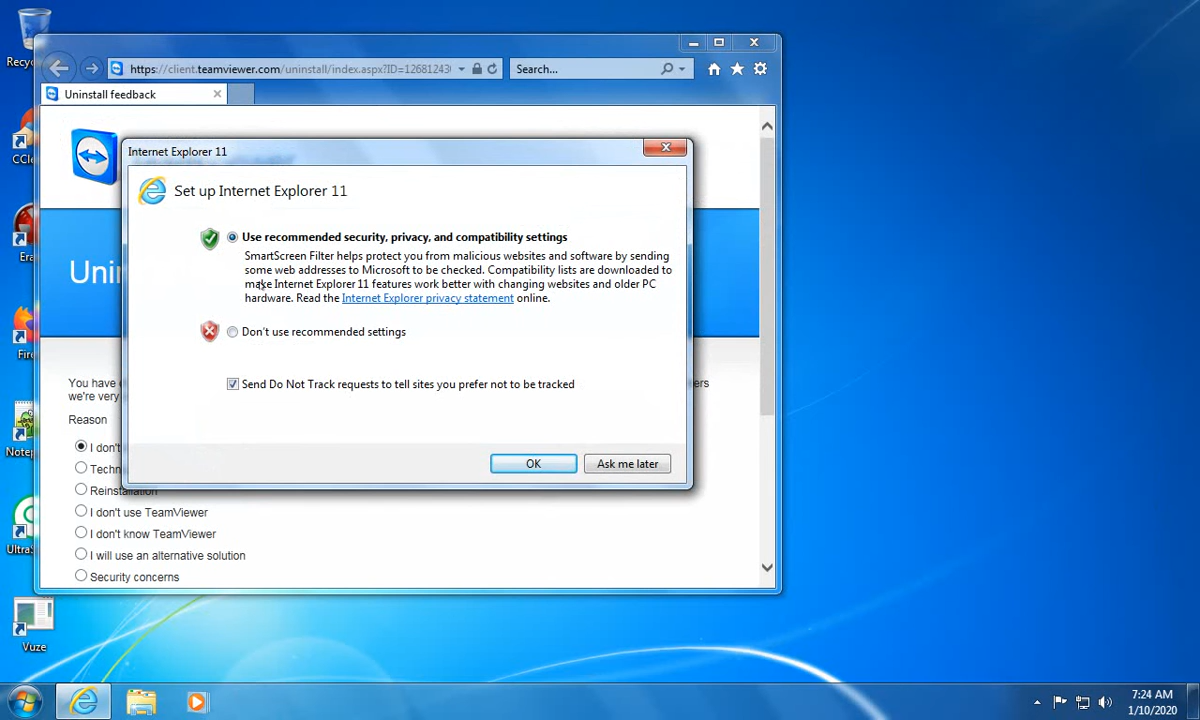 https://client.teamviewer.com/uninstall/index.aspx?ID=12681243
Search...
Uninstall feedback
Internet Explorer 11
Set up Internet Explorer 11
Use recommended security, privacy, and compatibility settings
SmartScreen Filter helps protect you from malicious websites and software by sending
some web addresses to Microsoft to be checked. Compatibility lists are downloaded to
make Internet Explorer 11 features work better with changing websites and older PC
hardware. Read the Internet Explorer privacy statement online.
Don't use recommended settings
Send Do Not Track requests to tell sites you prefer not to be tracked
OK
Ask me later
Unin
You have
ers
we're very
Reason
I don't
Techn
Reinstallation
I don't use TeamViewer
I don't know TeamViewer
I will use an alternative solution
Security concerns
Recyc
CCle
Era
Fire
Notep
UltraS
Vuze
7:24 AM
1/10/2020